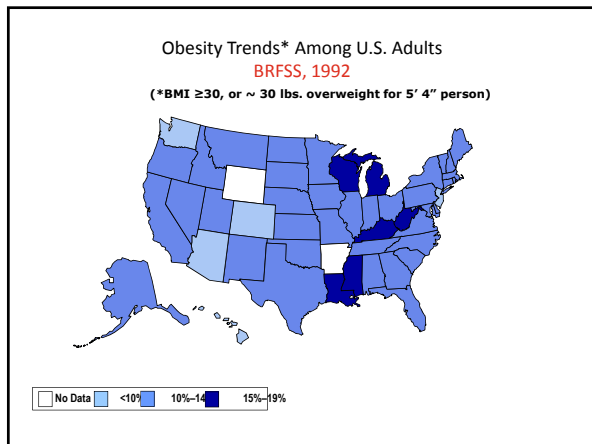 Obesity Trends* Among U.S. Adults
BRFSS, 1992
(*BMI ≥30, or ~ 30 lbs. overweight for 5’ 4” person)
No Data <10% 10%–14 15%–19%